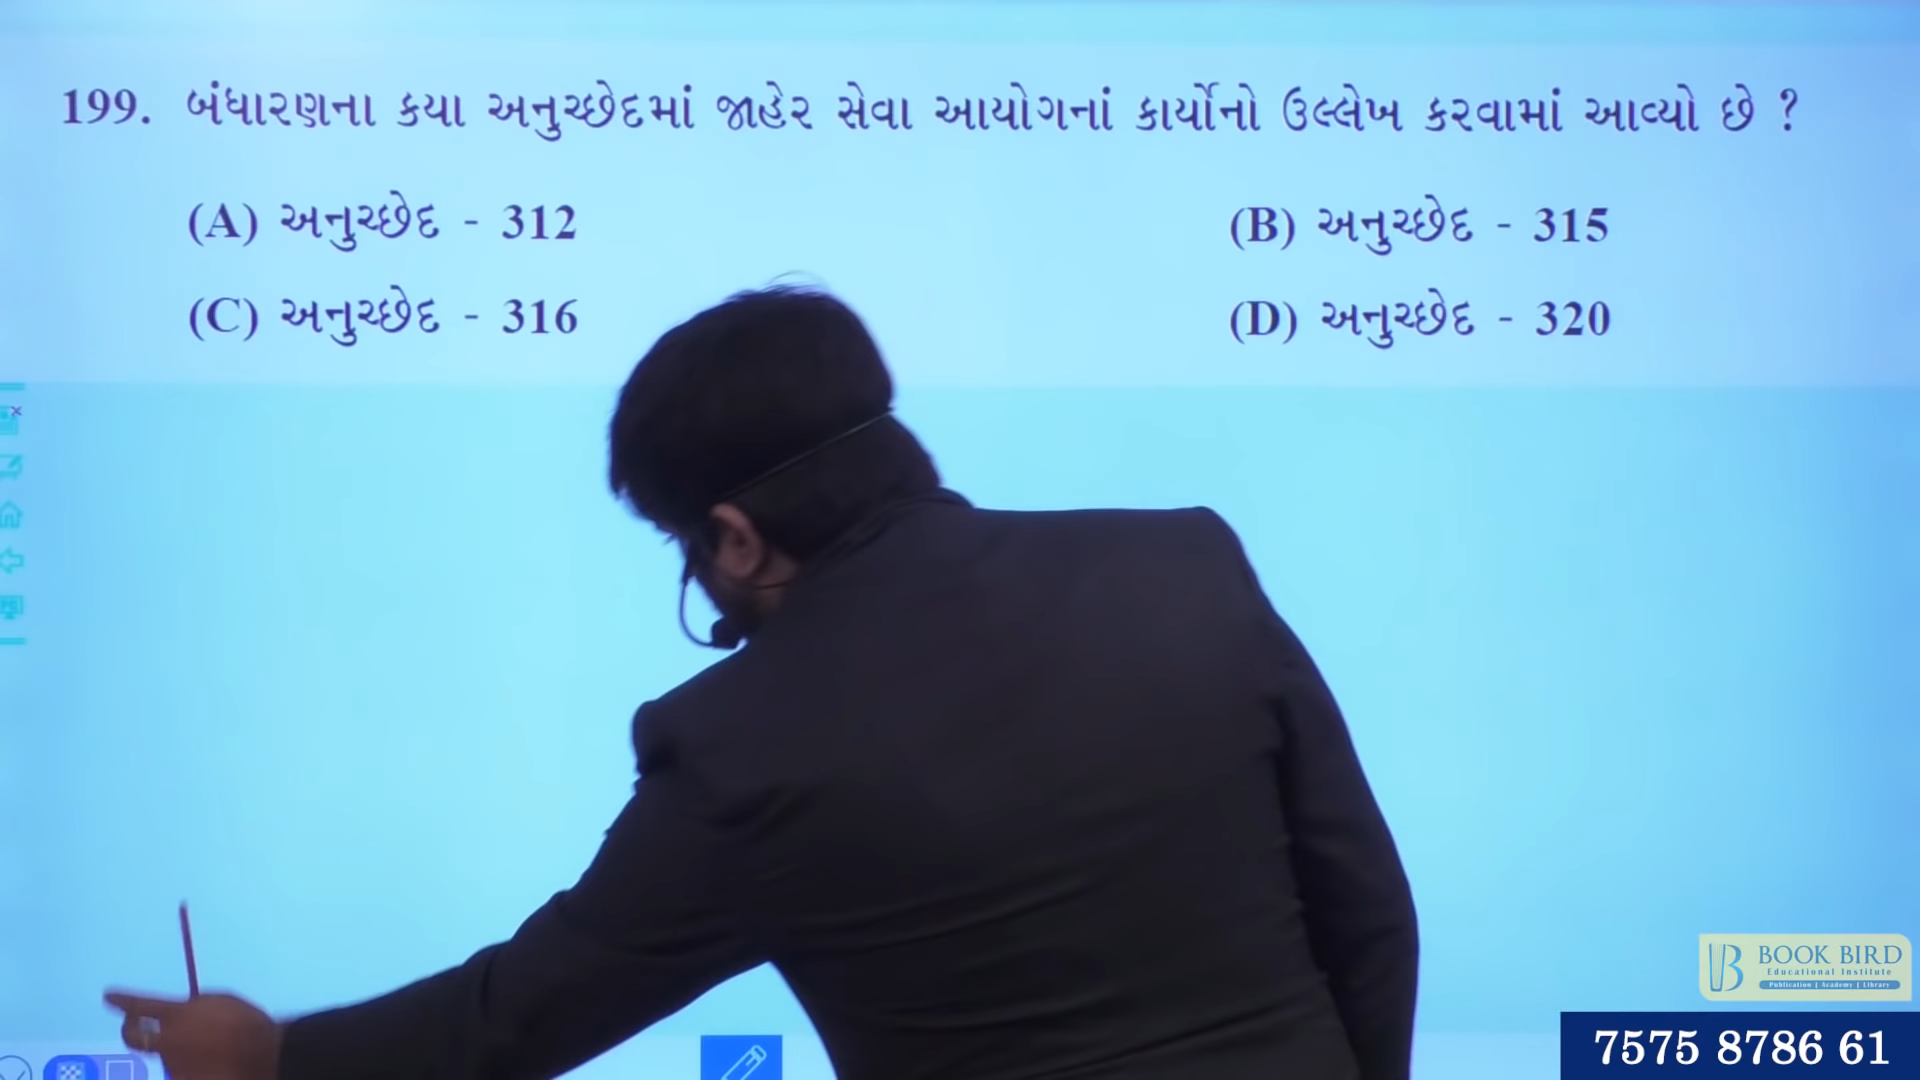 199. બંધારણના કયા અનુચ્છેદમાં જાહેર સેવા આયોગનાં કાર્યોનો ઉલ્લેખ કરવામાં આવ્યો છે ?
(A) અનુચ્છેદ - 312
(B) અનુચ્છેદ - 315
(C) અનુચ્છેદ - 316
(D) અનુચ્છેદ - 320
BOOK BIRD
Educational Institute
Publication | Academy | Library
7575 8786 61